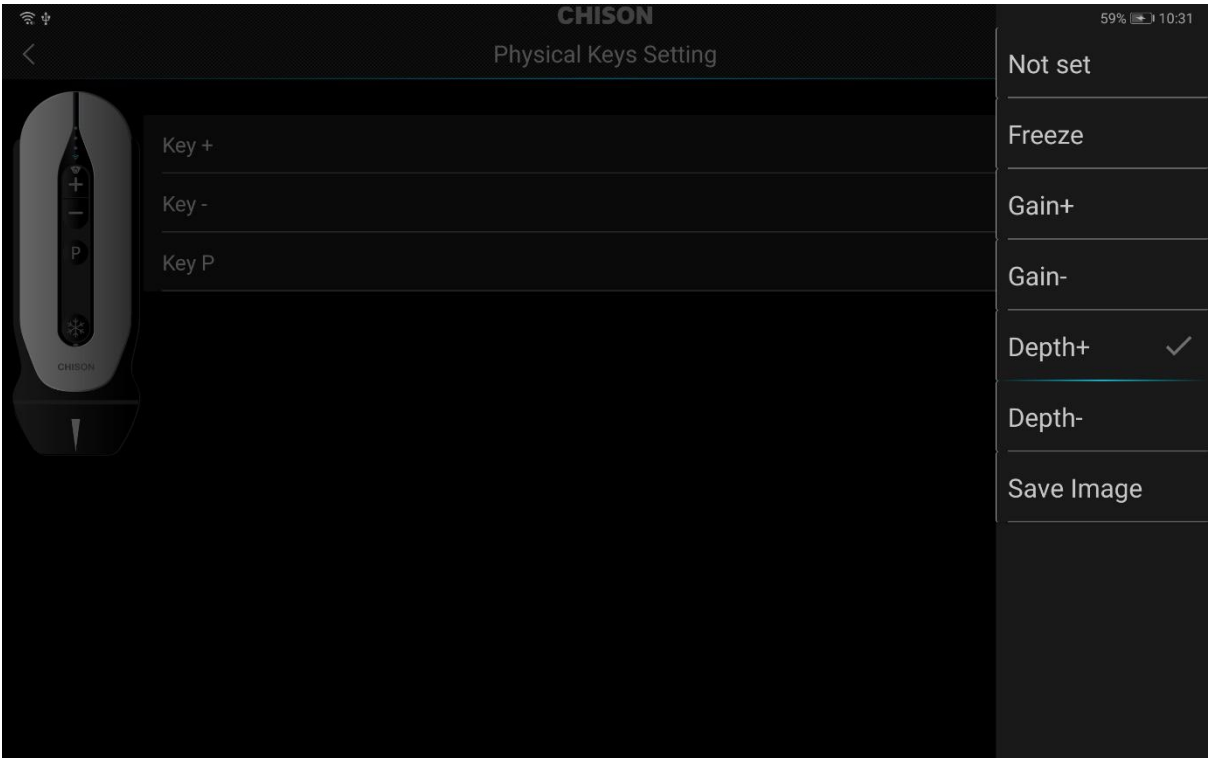 CHISON
59% 10:31
Physical Keys Setting
Key +
Key -
Key P
+
-
P
CHISON
Not set
Freeze
Gain+
Gain-
Depth+
Depth-
Save Image